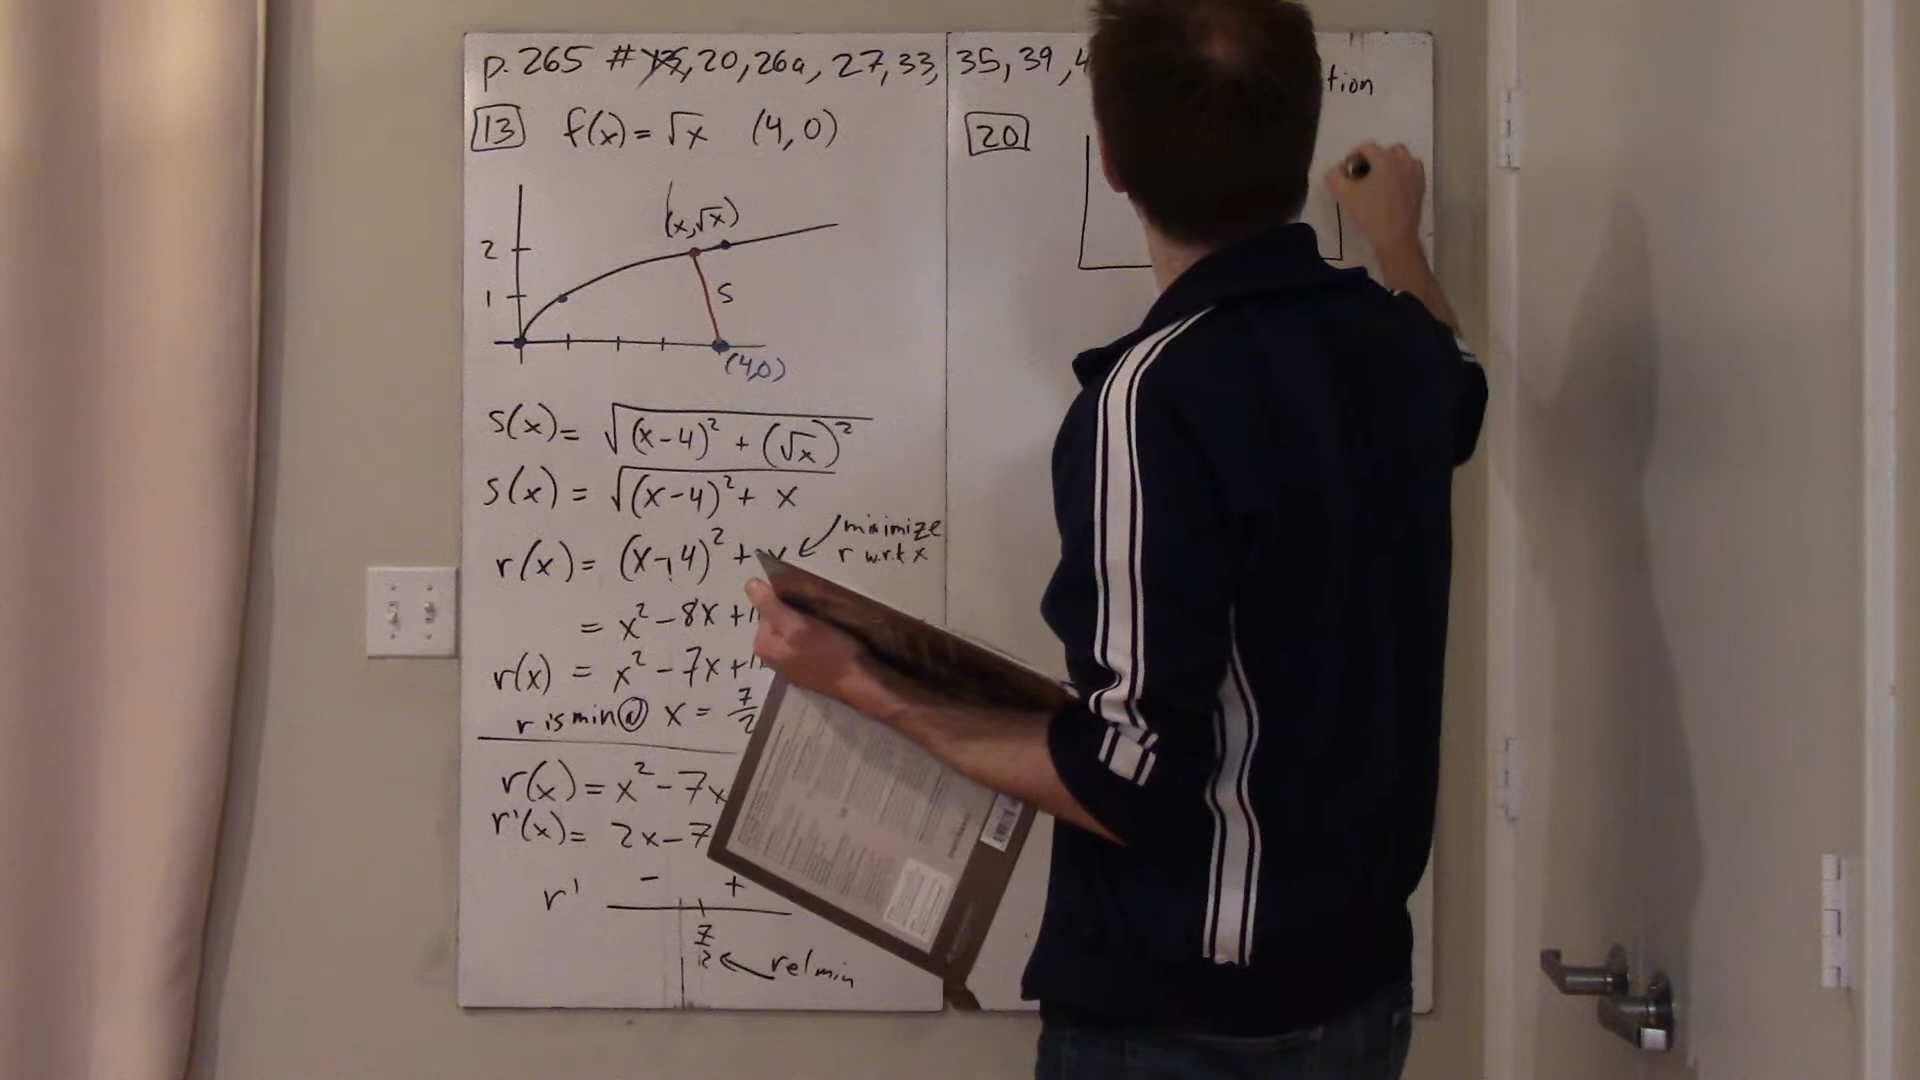 p. 265 # 13, 20, 26a, 27, 33, 35, 39, 4
tion
13 f(x) = √x (4, 0)
(x, √x)
2
1
S
(4,0)
s(x) = √((x-4)² + (√x)²)
s(x) = √((x-4)² + x)
r(x) = (x-4)² + x
minimize
r w.r.t x
= x² - 8x + 1
r(x) = x² - 7x + 1
r is min @ x = 7/2
r(x) = x² - 7x
r'(x) = 2x - 7
r' - +
7/2
rel min
20